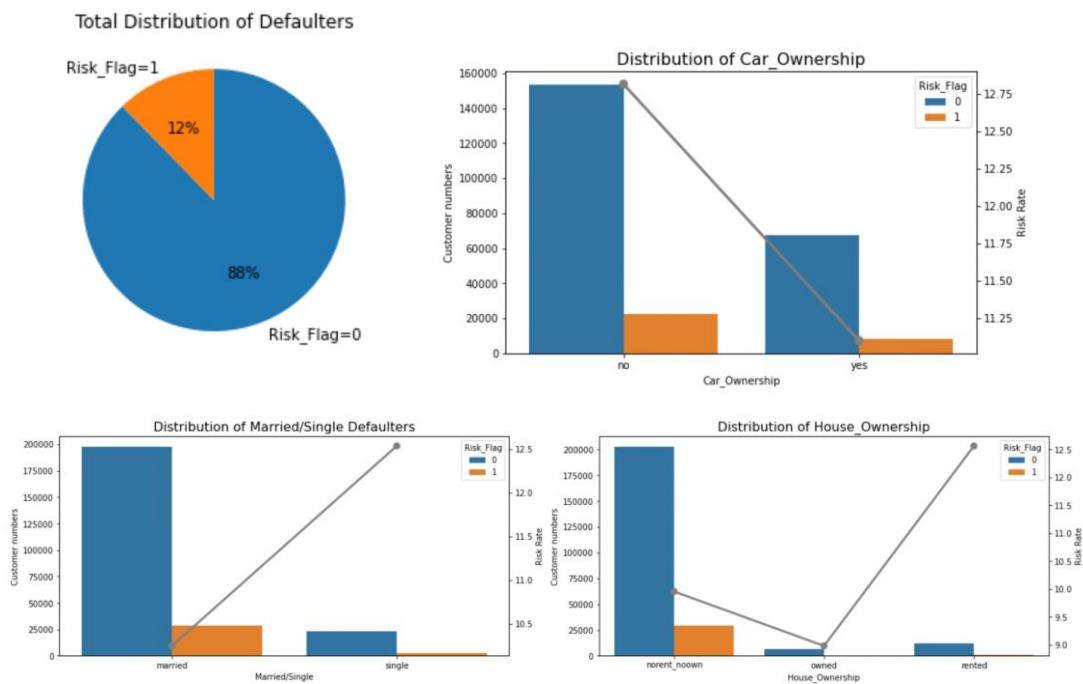 Total Distribution of Defaulters
Risk_Flag=1
12%
88%
Risk_Flag=0
Distribution of Car_Ownership
160000
140000
120000
100000
80000
60000
40000
20000
0
Customer numbers
Risk_Flag
0
1
12.75
12.50
12.25
12.00
11.75
11.50
11.25
Risk Rate
no yes
Car_Ownership
Distribution of Married/Single Defaulters
200000
175000
150000
125000
100000
75000
50000
25000
0
Customer numbers
Risk_Flag
0
1
12.5
12.0
11.5
11.0
10.5
Risk Rate
married single
Married/Single
Distribution of House_Ownership
200000
175000
150000
125000
100000
75000
50000
25000
0
Customer numbers
Risk_Flag
0
1
12.5
12.0
11.5
11.0
10.5
10.0
9.5
9.0
Risk Rate
norent_noown owned rented
House_Ownership